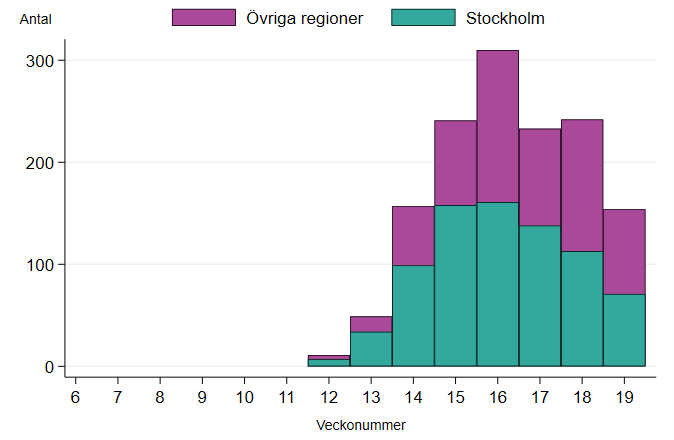 Antal
Övriga regioner
Stockholm
300
200
100
0
6 7 8 9 10 11 12 13 14 15 16 17 18 19
Veckonummer